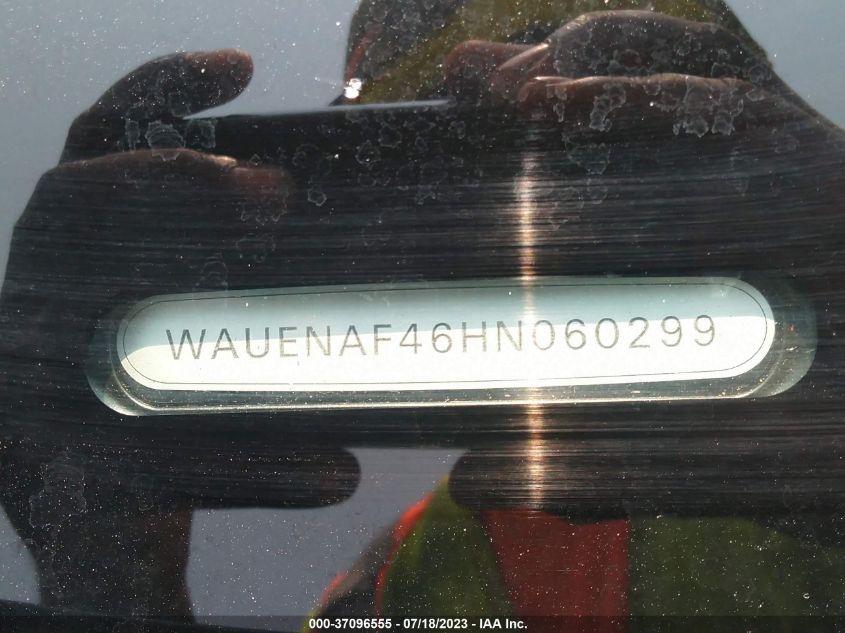 WAUENAF46HN060299
000-37096555 - 07/18/2023 - IAA Inc.